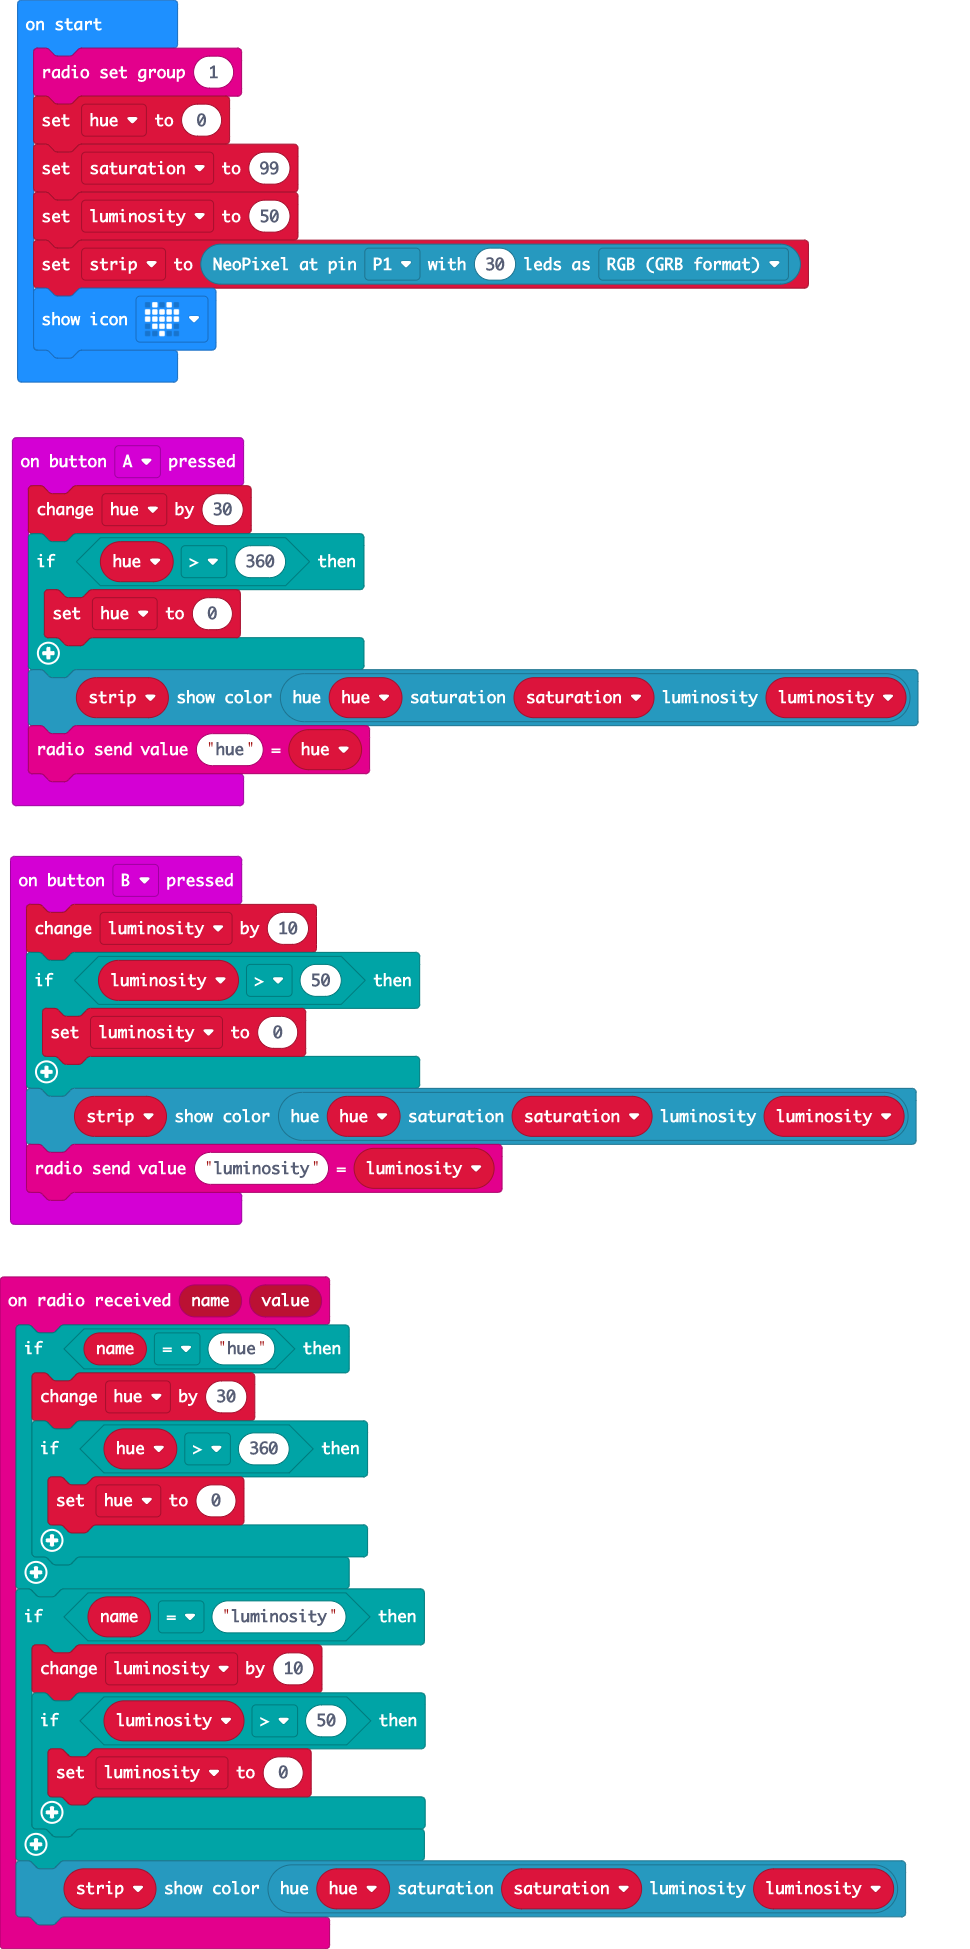 on start
radio set group 1
set hue to 0
set saturation to 99
set luminosity to 50
set strip to NeoPixel at pin P1 with 30 leds as RGB (GRB format)
show icon
on button A pressed
change hue by 30
if hue > 360 then
set hue to 0
strip show color hue hue saturation saturation luminosity luminosity
radio send value "hue" = hue
on button B pressed
change luminosity by 10
if luminosity > 50 then
set luminosity to 0
strip show color hue hue saturation saturation luminosity luminosity
radio send value "luminosity" = luminosity
on radio received name value
if name = "hue" then
change hue by 30
if hue > 360 then
set hue to 0
if name = "luminosity" then
change luminosity by 10
if luminosity > 50 then
set luminosity to 0
strip show color hue hue saturation saturation luminosity luminosity